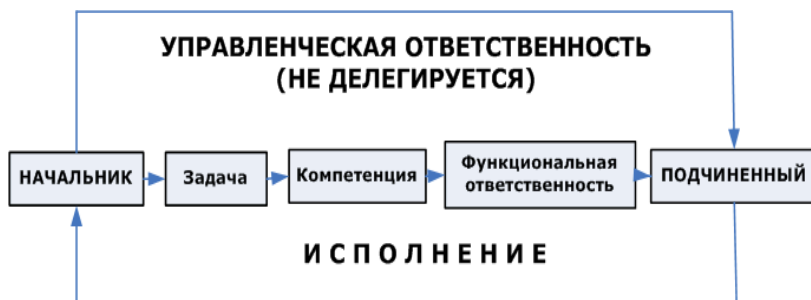 УПРАВЛЕНЧЕСКАЯ ОТВЕТСТВЕННОСТЬ
(НЕ ДЕЛЕГИРУЕТСЯ)
НАЧАЛЬНИК
Задача
Компетенция
Функциональная
ответственность
ПОДЧИНЕННЫЙ
И С П О Л Н Е Н И Е